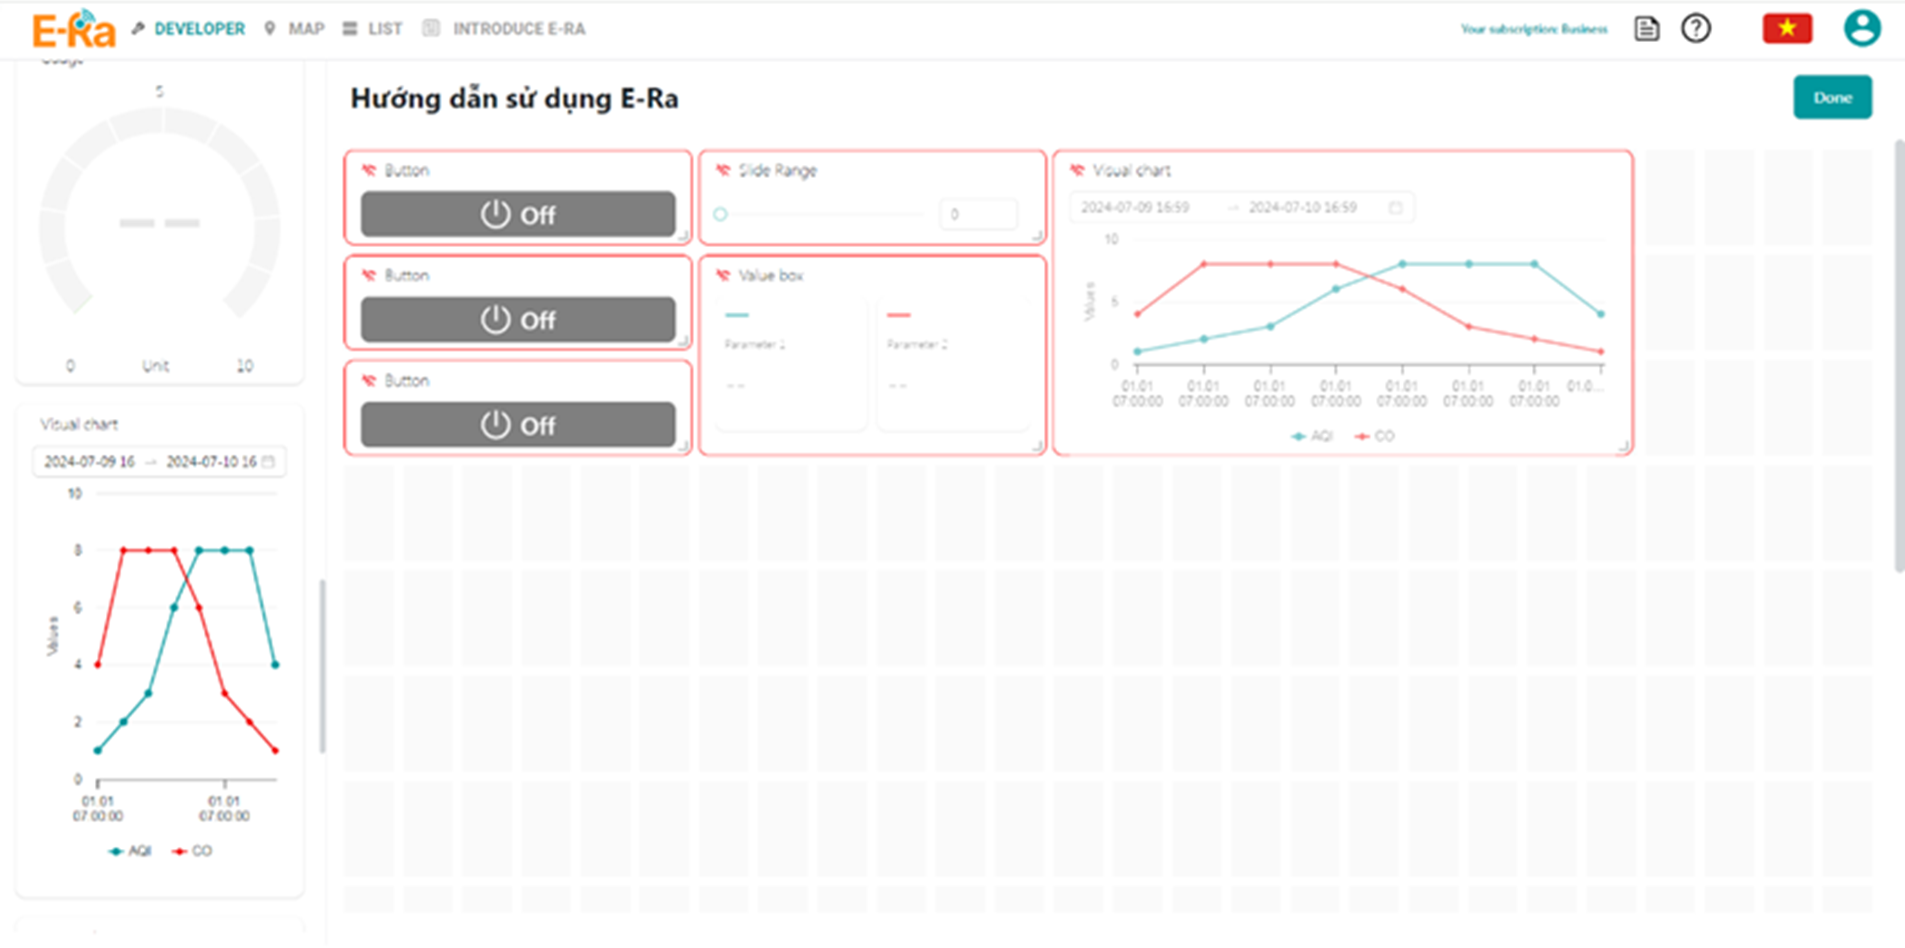 E-Ra DEVELOPER MAP LIST INTRODUCE E-RA Your subscription: Business
5
0 Unit 10
Visual chart
2024-07-09 16 → 2024-07-10 16
10
8
6
4
2
0
Values
01.01 01.01
07:00:00 07:00:00
AQI CO
Hướng dẫn sử dụng E-Ra
Done
Button
Off
Button
Off
Button
Off
Slide Range
0
Value box
Parameter 1 Parameter 2
-- --
Visual chart
2024-07-09 16:59 → 2024-07-10 16:59
10
5
0
Values
01.01 01.01 01.01 01.01 01.01 01.01 01.01 01.0...
07:00:00 07:00:00 07:00:00 07:00:00 07:00:00 07:00:00 07:00:00
AQI CO